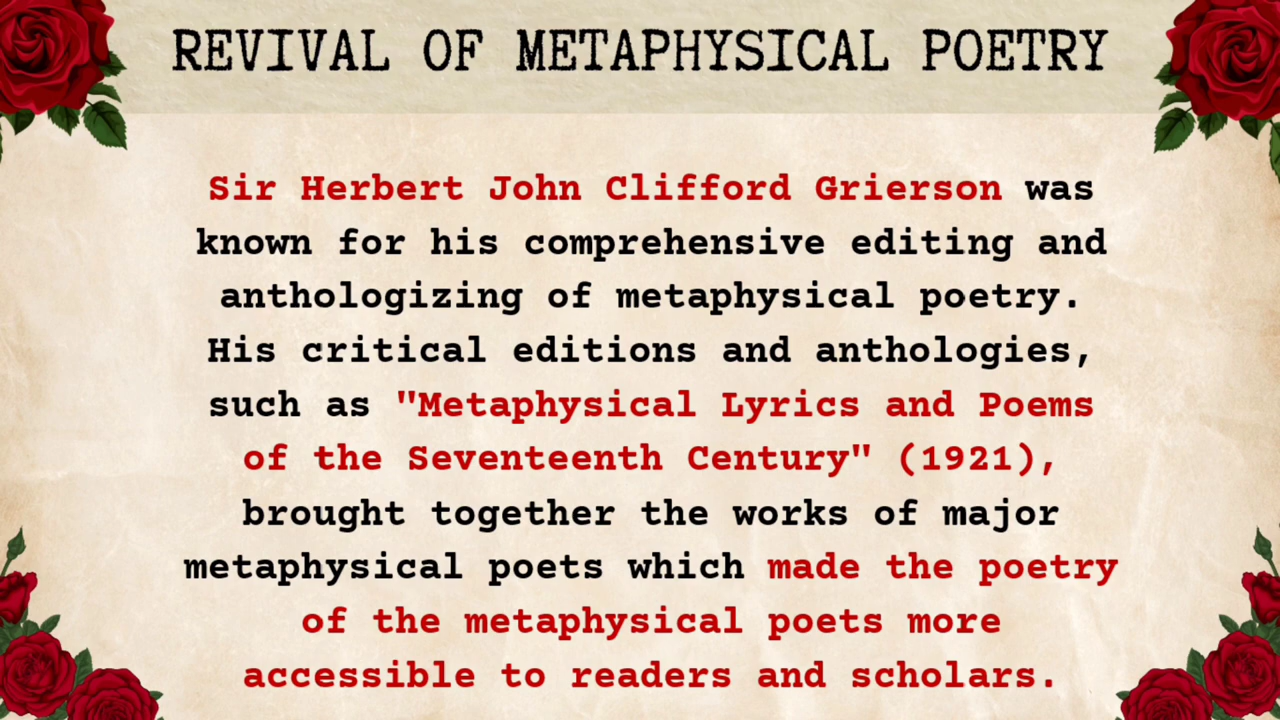 REVIVAL OF METAPHYSICAL POETRY
Sir Herbert John Clifford Grierson was
known for his comprehensive editing and
anthologizing of metaphysical poetry.
His critical editions and anthologies,
such as "Metaphysical Lyrics and Poems
of the Seventeenth Century" (1921),
brought together the works of major
metaphysical poets which made the poetry
of the metaphysical poets more
accessible to readers and scholars.